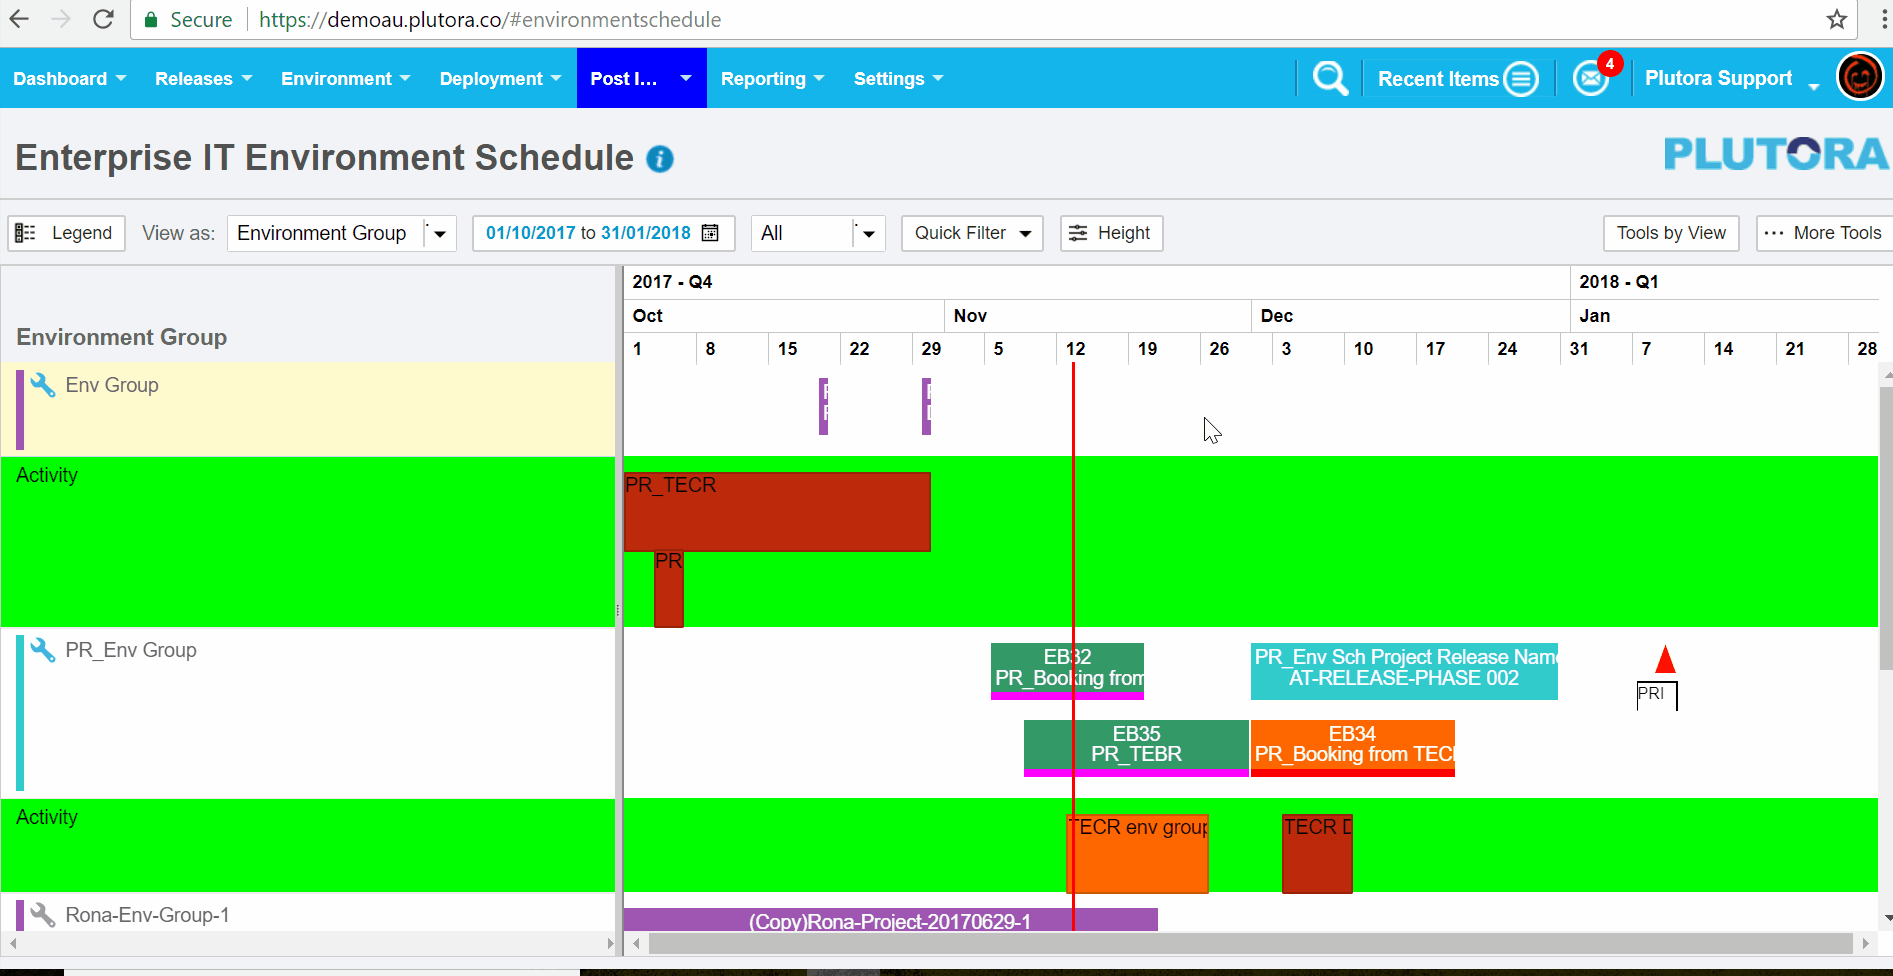 Secure https://demoau.plutora.co/#environmentschedule
Dashboard Releases Environment Deployment Post I... Reporting Settings Recent Items 4 Plutora Support
Enterprise IT Environment Schedule i PLUTORA
Legend View as: Environment Group 01/10/2017 to 31/01/2018 All Quick Filter Height Tools by View ··· More Tools
2017 - Q4 2018 - Q1
Oct Nov Dec Jan
Environment Group
1 8 15 22 29 5 12 19 26 3 10 17 24 31 7 14 21 28
Env Group
Activity
PR_TECR
PR
PR_Env Group
EB32
PR_Booking from
PR_Env Sch Project Release Name
AT-RELEASE-PHASE 002
PRI
EB35
PR_TEBR
EB34
PR_Booking from TEC
Activity
TECR env group
TECR D
Rona-Env-Group-1
(Copy)Rona-Project-20170629-1